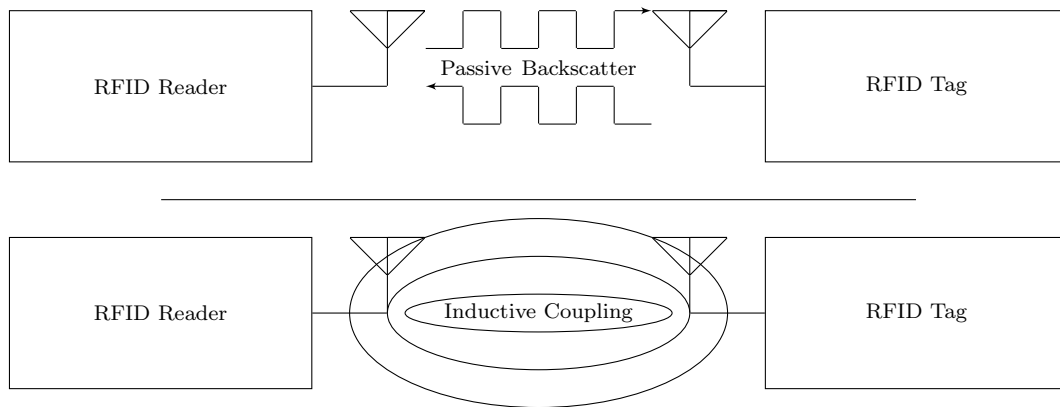 RFID Reader
Passive Backscatter
RFID Tag
RFID Reader
Inductive Coupling
RFID Tag